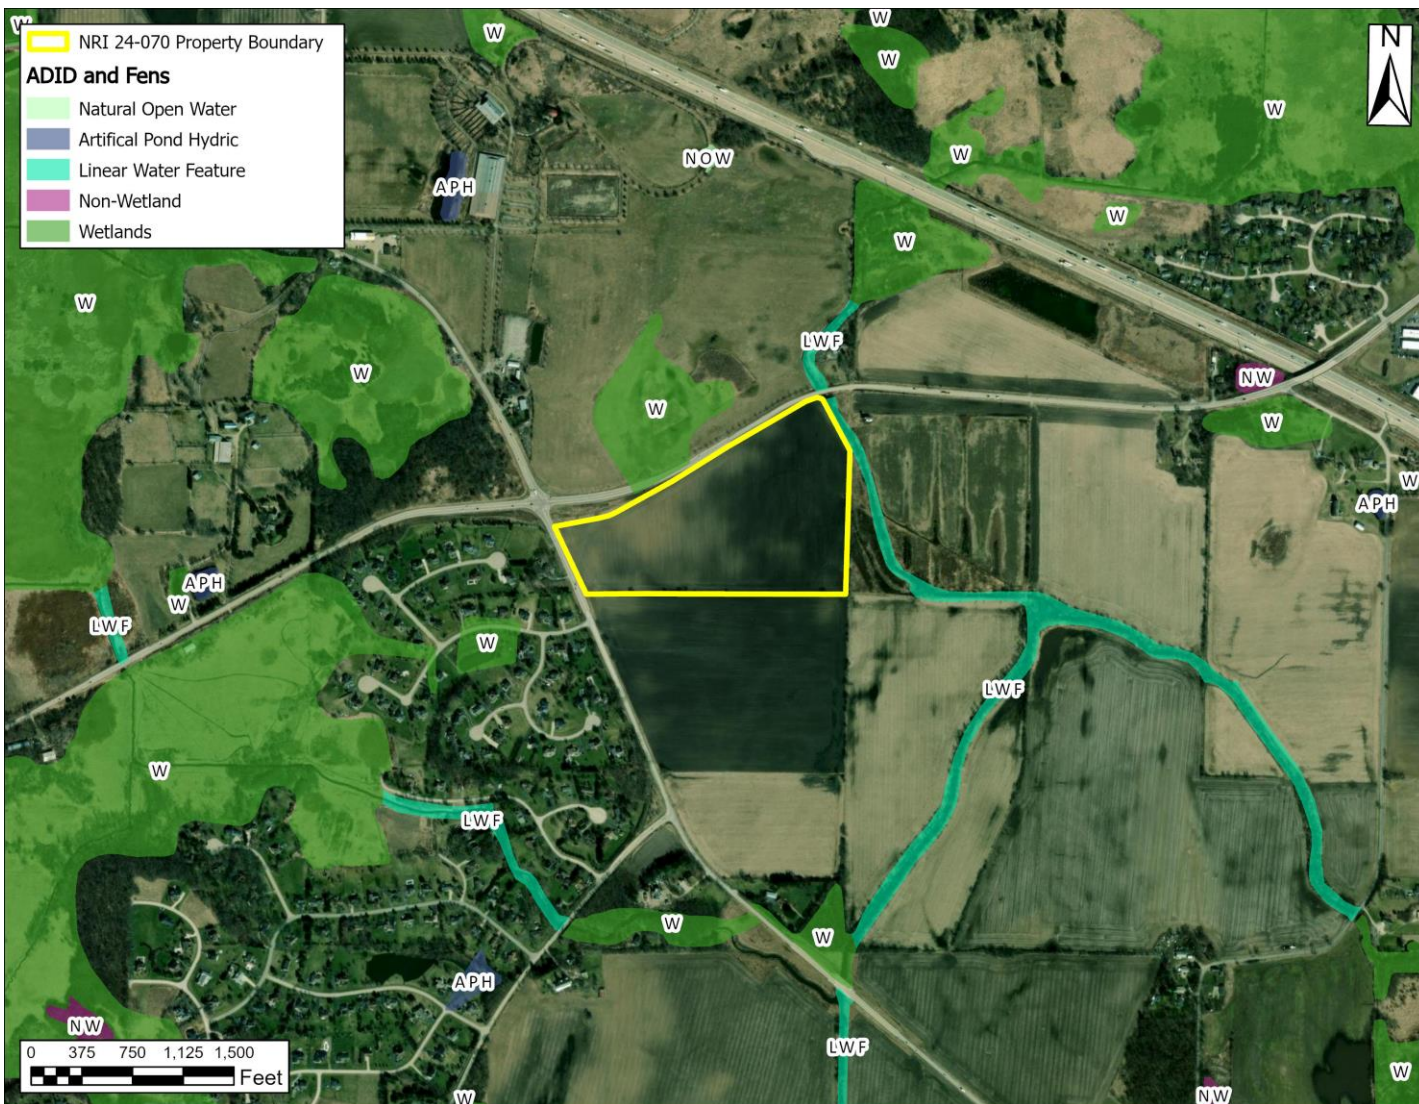 NRI 24-070 Property Boundary
ADID and Fens
Natural Open Water
Artifical Pond Hydric
Linear Water Feature
Non-Wetland
Wetlands
N
W
W
W
W
W
NOW
W
APH
W
W
W
LWF
W
NW
W
W
W
APH
APH
W
LWF
W
LWF
W
LWF
W
W
APH
NW
LWF
W
W
NW
0 375 750 1,125 1,500
Feet